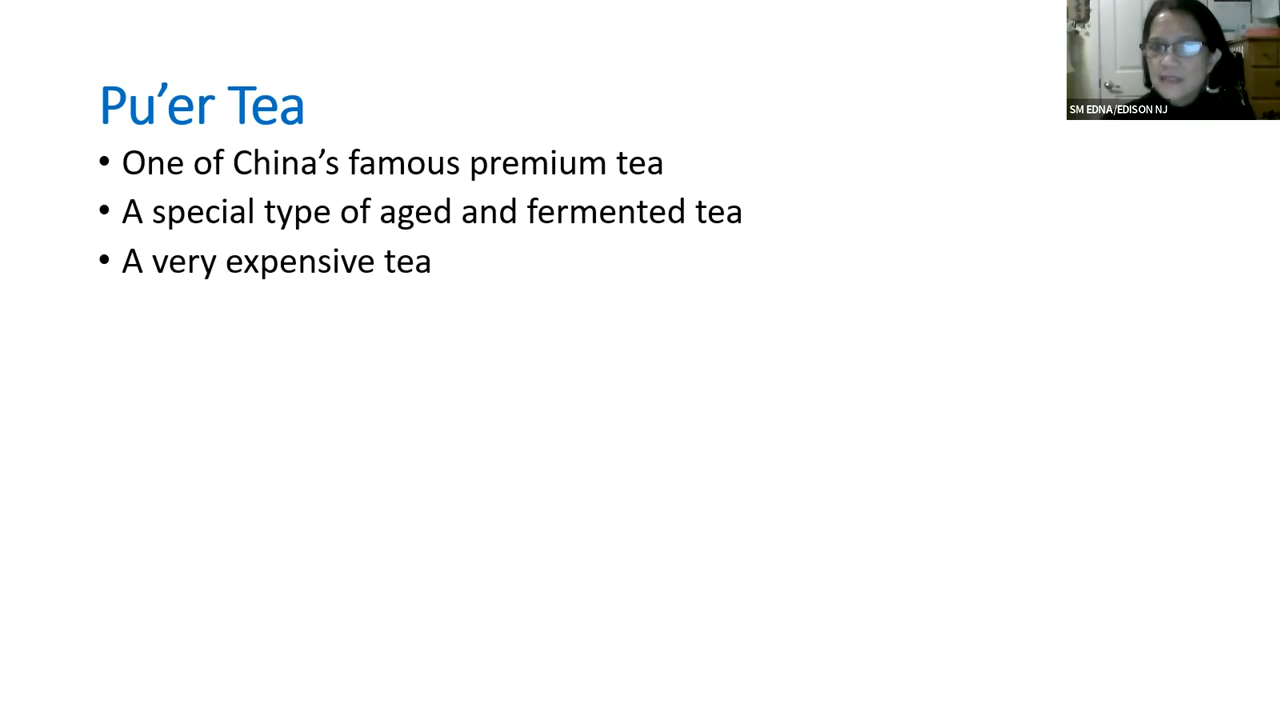 Pu’er Tea
• One of China’s famous premium tea
• A special type of aged and fermented tea
• A very expensive tea
SM EDNA/EDISON NJ